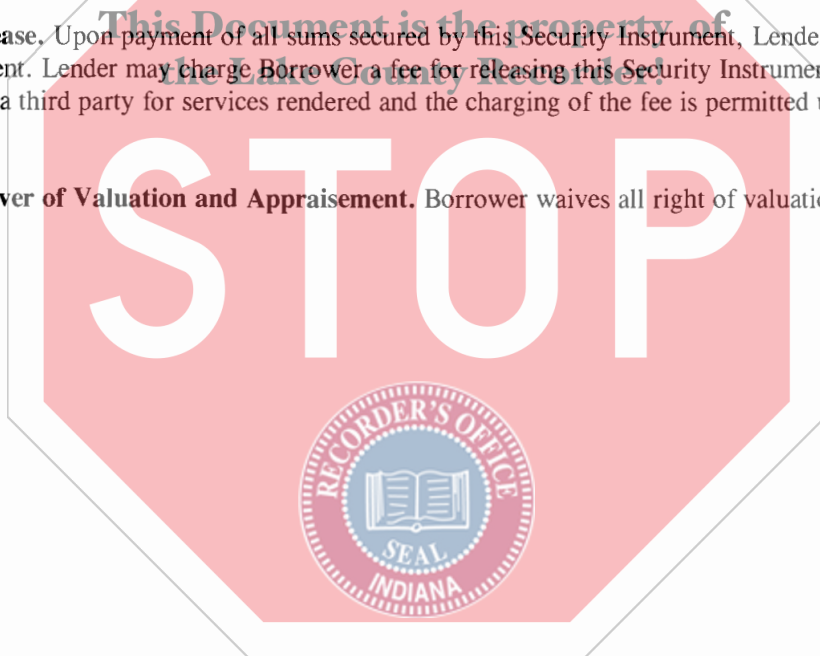 This Document is the property of
the Lake County Recorder!
ase. Upon payment of all sums secured by this Security Instrument, Lende
ent. Lender may charge Borrower a fee for releasing this Security Instrumen
a third party for services rendered and the charging of the fee is permitted u
ver of Valuation and Appraisement. Borrower waives all right of valuatio
STOP
RECORDER'S OFFICE
SEAL
INDIANA